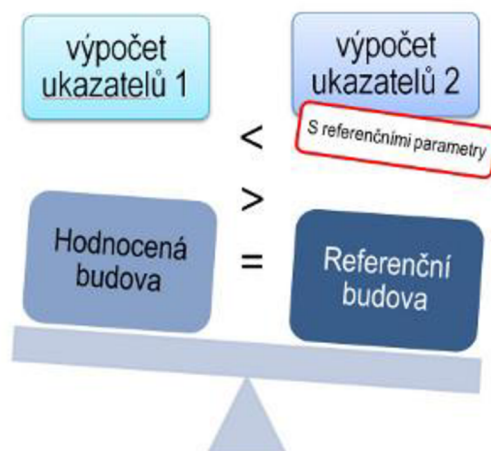 výpočet
ukazatelů 1
výpočet
ukazatelů 2
S referenčními parametry
<
>
=
Hodnocená
budova
Referenční
budova